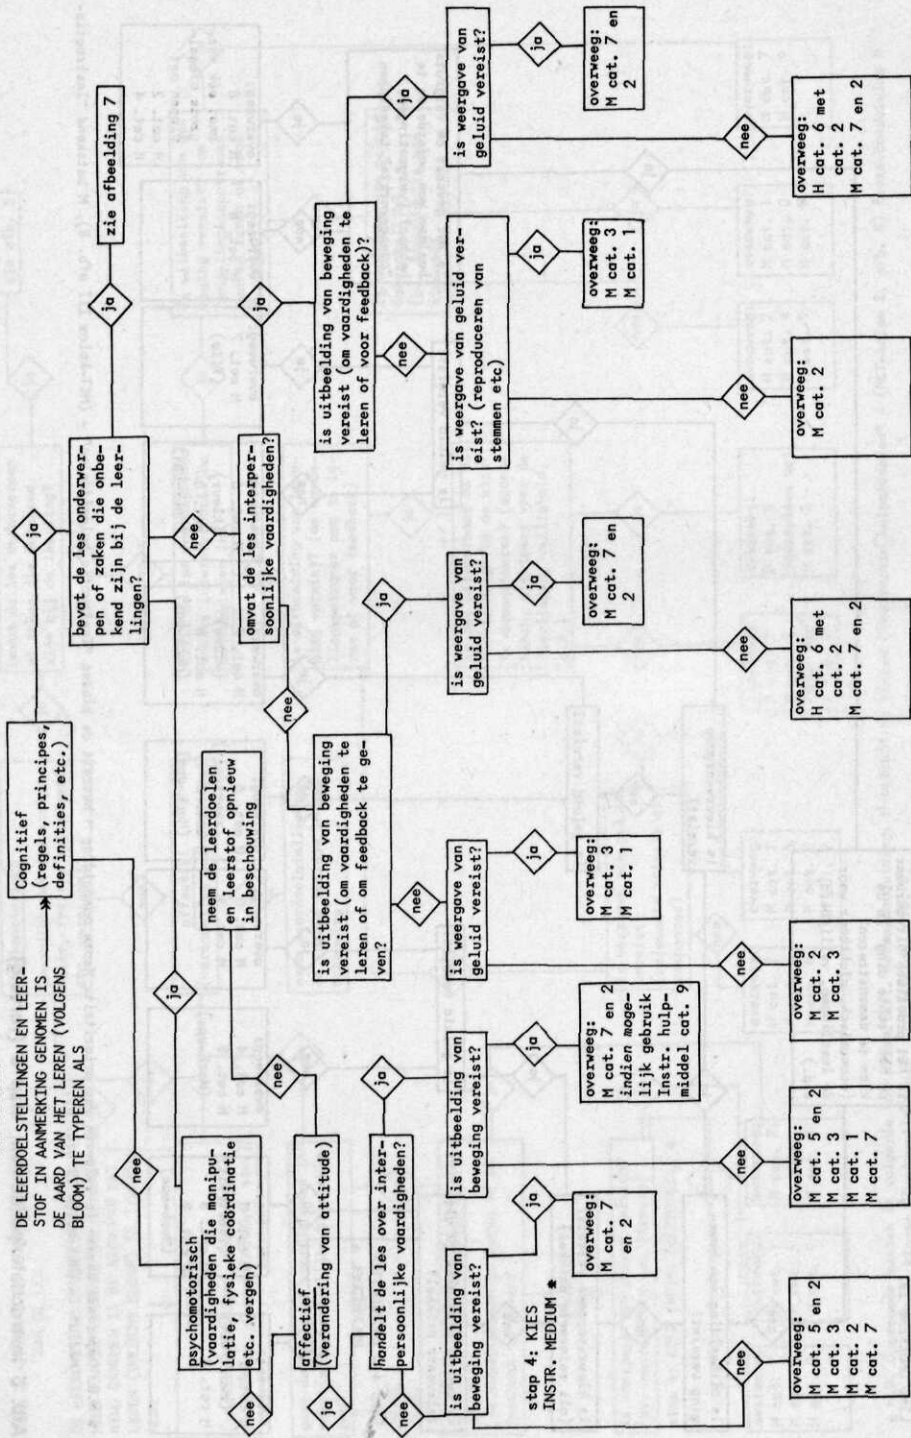 DE LEERDOELSTELLINGEN EN LEER-
STOF IN AANMERKING GENOMEN IS
DE AARD VAN HET LEREN (VOLGENS
BLOOM) TE TYPEREN ALS
Cognitief
(regels, principes,
definities, etc.)
ja
nee
bevat de les onderwer-
pen of zaken die onbe-
kend zijn bij de leer-
lingen?
ja
zie afbeelding 7
nee
psychomotorisch
(vaardigheden die manipu-
latie, fysieke coördinatie
etc. vergen)
ja
nee
neem de leerdoelen
en leerstof opnieuw
in beschouwing
affectief
(verandering van attitude)
nee
ja
omvat de les interper-
soonlijke vaardigheden?
ja
nee
handelt de les over inter-
persoonlijke vaardigheden?
ja
nee
is uitbeelding van beweging
vereist (om vaardigheden te
leren of om feedback te ge-
ven?
ja
nee
is uitbeelding van beweging
vereist (om vaardigheden te
leren of voor feedback)?
ja
nee
is uitbeelding van
beweging vereist?
ja
nee
is uitbeelding van
beweging vereist?
ja
nee
is weergave van
geluid vereist?
ja
nee
is weergave van
geluid vereist?
ja
nee
is weergave van geluid ver-
eist? (reproduceren van
stemmen etc)
ja
nee
is weergave van
geluid vereist?
ja
nee
stap 4: KIES
INSTR. MEDIUM *
overweeg:
M cat. 7
en 2
overweeg:
M cat. 7 en 2
indien moge-
lijk gebruik
Instr. hulp-
middel cat. 9
overweeg:
M cat. 3
M cat. 1
overweeg:
M cat. 7 en
2
overweeg:
M cat. 3
M cat. 1
overweeg:
M cat. 7 en
2
overweeg:
M cat. 5 en 2
M cat. 3
M cat. 2
M cat. 7
overweeg:
M cat. 5 en 2
M cat. 3
M cat. 1
M cat. 7
overweeg:
M cat. 2
M cat. 3
overweeg:
H cat. 6 met
cat. 2
M cat. 7 en 2
overweeg:
M cat. 2
overweeg:
H cat. 6 met
cat. 2
M cat. 7 en 2